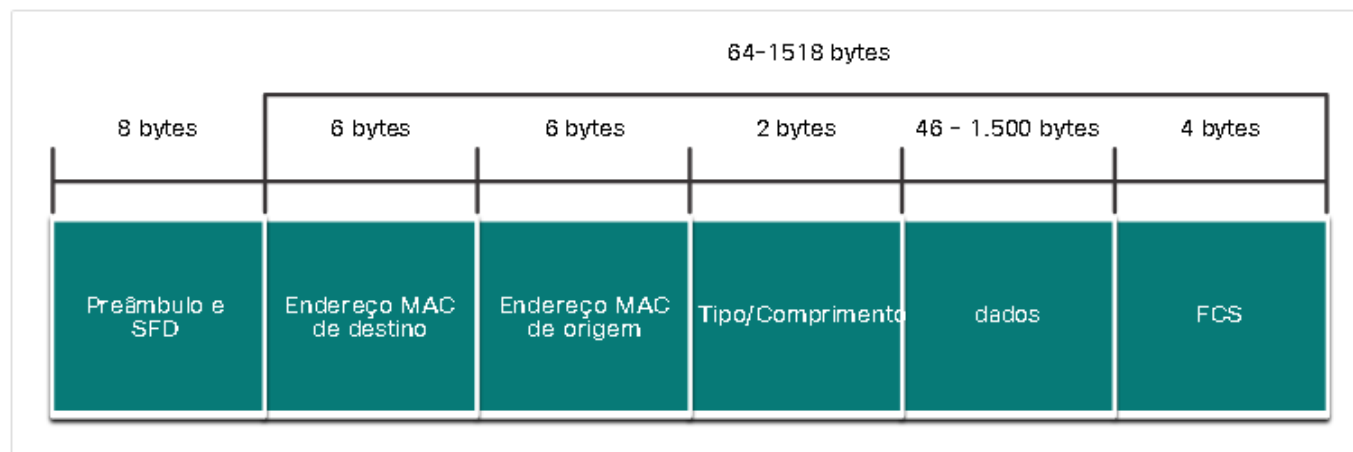 64-1518 bytes
8 bytes
6 bytes
6 bytes
2 bytes
46 - 1.500 bytes
4 bytes
Preâmbulo e
SFD
Endereço MAC
de destino
Endereço MAC
de origem
Tipo/Comprimento
dados
FCS